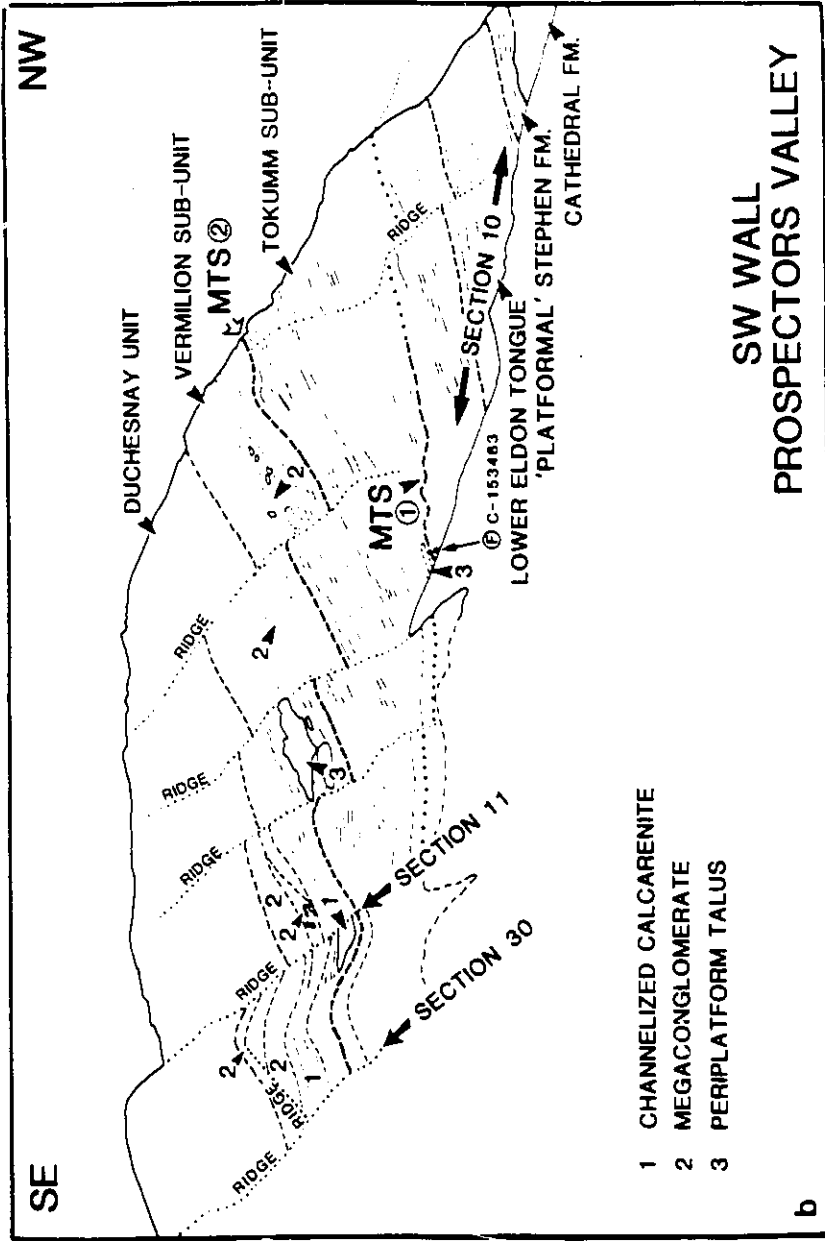 SE
NW
DUCHESNAY UNIT
VERMILION SUB-UNIT
MTS ②
TOKUMM SUB-UNIT
RIDGE
RIDGE
RIDGE
RIDGE
RIDGE
RIDGE
RIDGE
2
2
2
2
2
2
1
1
3
3
MTS
①
Ⓕ C-153463
SECTION 10
SECTION 11
SECTION 30
LOWER ELDON TONGUE
'PLATFORMAL' STEPHEN FM.
CATHEDRAL FM.
1 CHANNELIZED CALCARENITE
2 MEGACONGLOMERATE
3 PERIPLATFORM TALUS
SW WALL
PROSPECTORS VALLEY
b